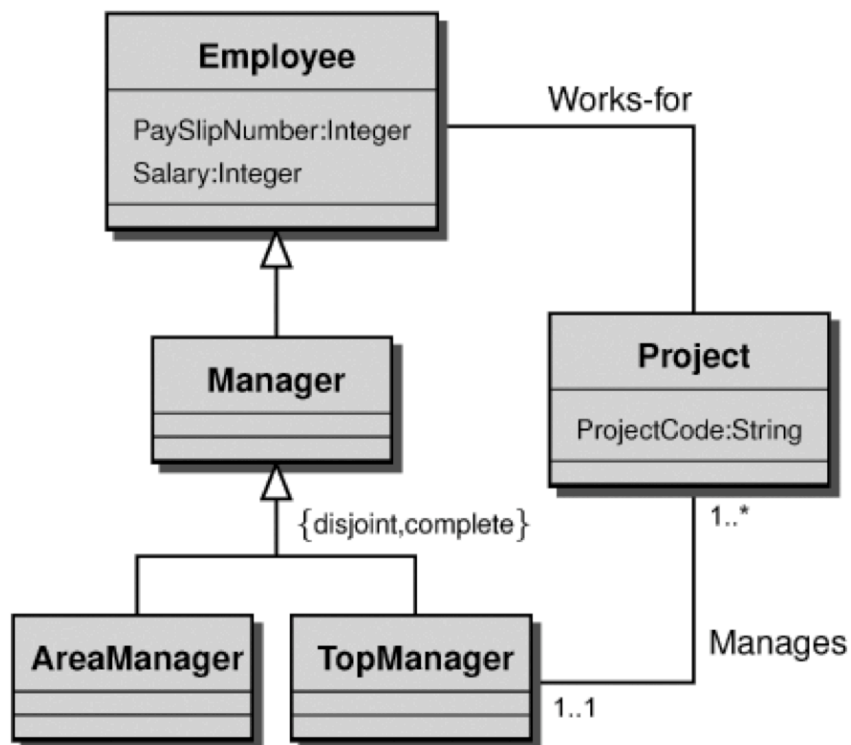 Employee
PaySlipNumber:Integer
Salary:Integer
Works-for
Manager
Project
ProjectCode:String
{disjoint,complete}
1..*
AreaManager
TopManager
Manages
1..1